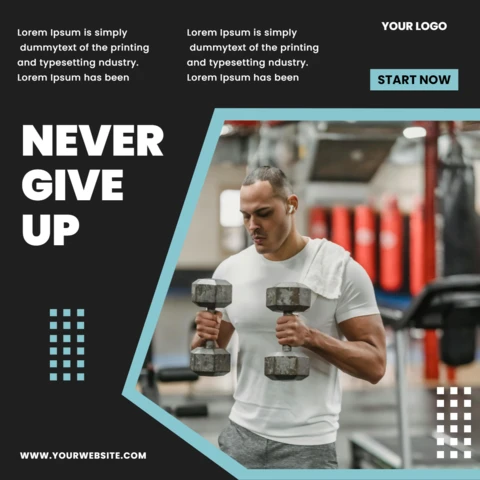 Lorem Ipsum is simply
dummytext of the printing
and typesetting ndustry.
Lorem Ipsum has been
Lorem Ipsum is simply
dummytext of the printing
and typesetting ndustry.
Lorem Ipsum has been
YOUR LOGO
START NOW
NEVER
GIVE
UP
WWW.YOURWEBSITE.COM